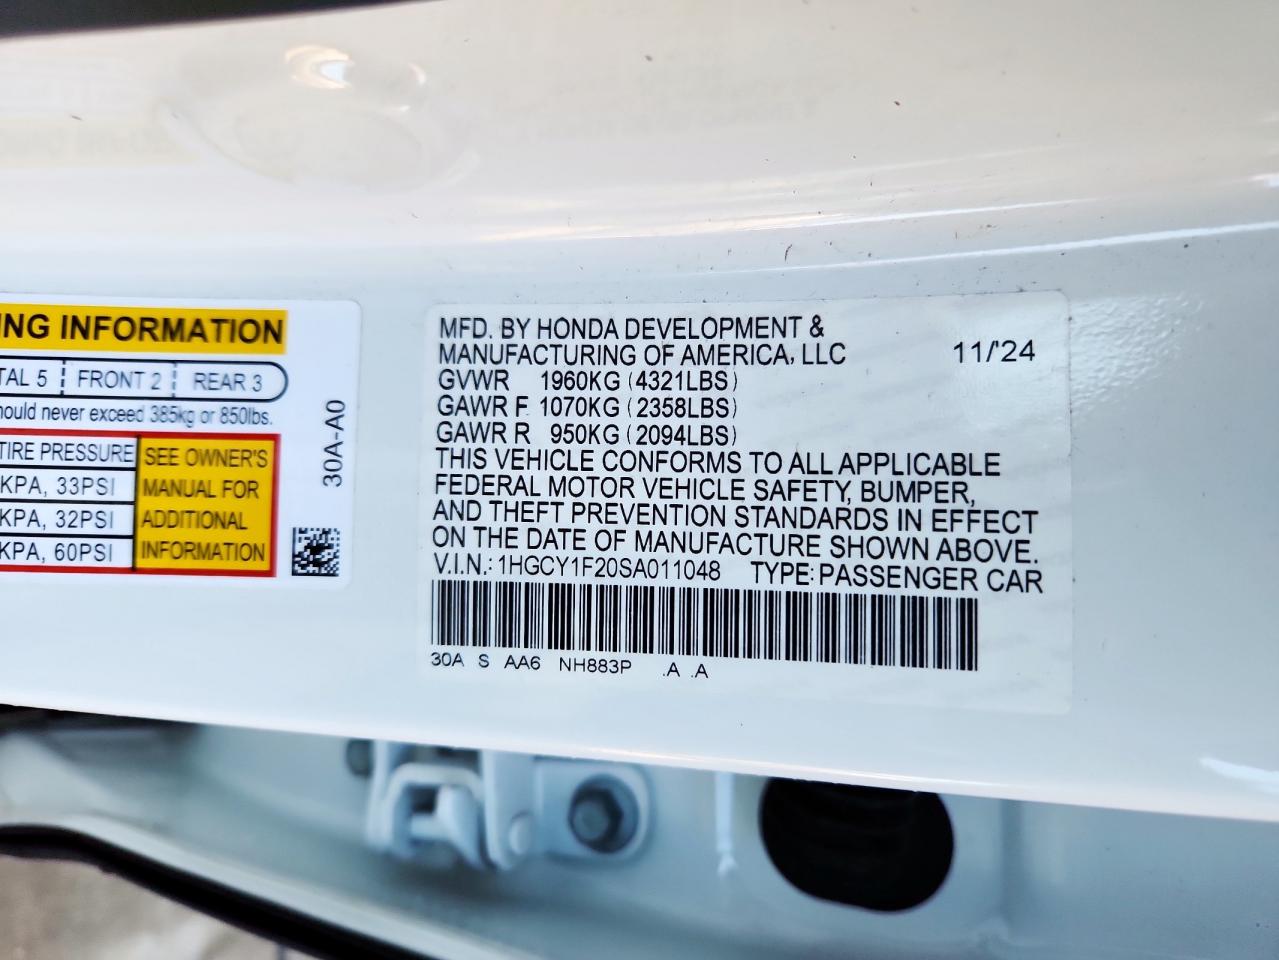 ING INFORMATION
TAL 5 FRONT 2 REAR 3
hould never exceed 385kg or 850lbs.
TIRE PRESSURE
KPA, 33PSI
KPA, 32PSI
KPA, 60PSI
SEE OWNER'S
MANUAL FOR
ADDITIONAL
INFORMATION
30A-A0
MFD. BY HONDA DEVELOPMENT &
MANUFACTURING OF AMERICA, LLC 11/'24
GVWR 1960KG (4321LBS)
GAWR F 1070KG (2358LBS)
GAWR R 950KG (2094LBS)
THIS VEHICLE CONFORMS TO ALL APPLICABLE
FEDERAL MOTOR VEHICLE SAFETY, BUMPER,
AND THEFT PREVENTION STANDARDS IN EFFECT
ON THE DATE OF MANUFACTURE SHOWN ABOVE.
V.I.N.: 1HGCY1F20SA011048 TYPE: PASSENGER CAR
30A S AA6 NH883P .A .A